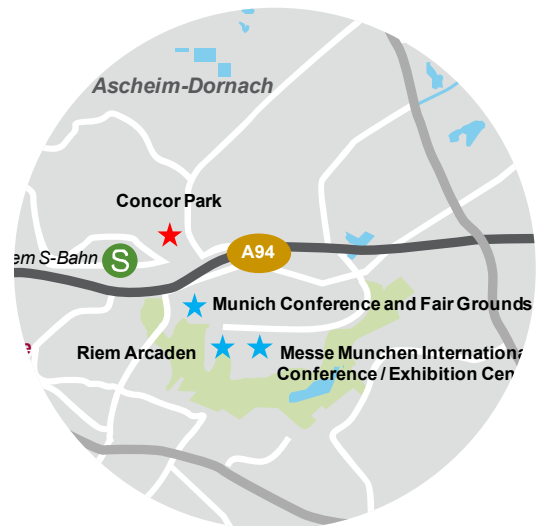 Ascheim-Dornach
Concor Park
em S-Bahn
S
A94
Munich Conference and Fair Grounds
e
Riem Arcaden
Messe Munchen Internationa
Conference / Exhibition Cen